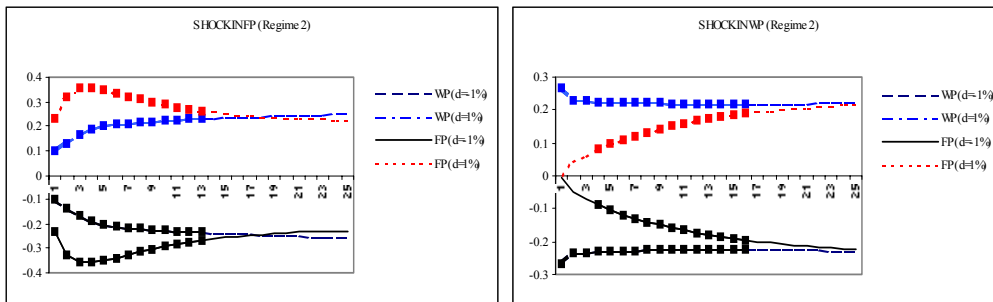 SHOCKINFP (Regime 2)
0.4
0.3
0.2
0.1
0
-0.1
-0.2
-0.3
-0.4
1 3 5 7 9 11 13 15 17 19 21 23 25
WP(d=-1%)
WP(d=1%)
FP(d=-1%)
FP(d=1%)
SHOCKINWP (Regime 2)
0.3
0.2
0.1
0
-0.1
-0.2
-0.3
1 3 5 7 9 11 13 15 17 19 21 23 25
WP(d=-1%)
WP(d=1%)
FP(d=-1%)
FP(d=1%)